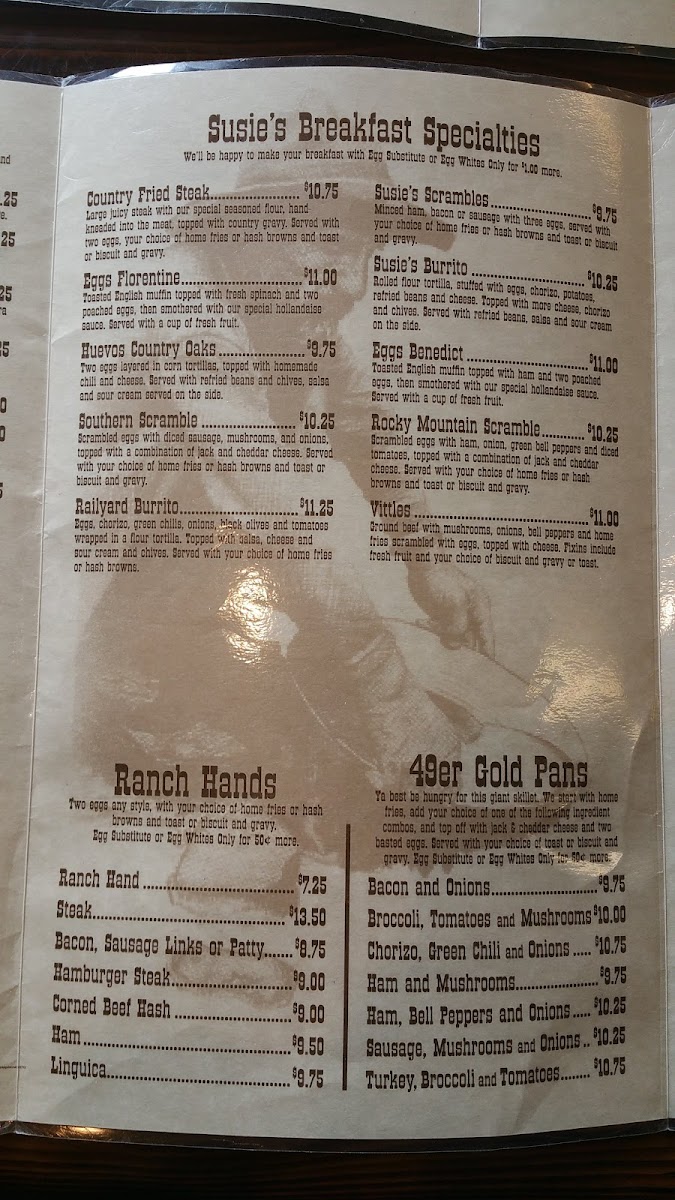 Susie's Breakfast Specialties
We'll be happy to make your breakfast with Egg Substitute or Egg Whites Only for $1.00 more.
Country Fried Steak..................... $10.75
Large juicy steak with our special seasoned flour, hand
kneaded into the meat, topped with country gravy. Served with
two eggs, your choice of home fries or hash browns and toast
or biscuit and gravy.
Eggs Florentine............................ $11.00
Toasted English muffin topped with fresh spinach and two
poached eggs, then smothered with our special hollandaise
sauce. Served with a cup of fresh fruit.
Huevos Country Oaks.................... $9.75
Two eggs layered in corn tortillas, topped with homemade
chili and cheese. Served with refried beans and chives, salsa
and sour cream served on the side.
Southern Scramble ...................... $10.25
Scrambled eggs with diced sausage, mushrooms, and onions,
topped with a combination of jack and cheddar cheese. Served
with your choice of home fries or hash browns and toast or
biscuit and gravy.
Railyard Burrito............................ $11.25
Eggs, chorizo, green chilis, onions, black olives and tomatoes
wrapped in a flour tortilla. Topped with salsa, cheese and
sour cream and chives. Served with your choice of home fries
or hash browns.
Susie's Scrambles....................... $9.75
Minced ham, bacon or sausage with three eggs, served with
your choice of home fries or hash browns and toast or biscuit
and gravy.
Susie's Burrito ........................... $10.25
Rolled flour tortilla, stuffed with eggs, chorizo, potatoes,
refried beans and cheese. Topped with more cheese, chorizo
and chives. Served with refried beans, salsa and sour cream
on the side.
Eggs Benedict ............................ $11.00
Toasted English muffin topped with ham and two poached
eggs, then smothered with our special hollandaise sauce.
Served with a cup of fresh fruit.
Rocky Mountain Scramble.......... $10.25
Scrambled eggs with ham, onion, green bell peppers and diced
tomatoes, topped with a combination of jack and cheddar
cheese. Served with your choice of home fries or hash
browns and toast or biscuit and gravy.
Vittles ............................................... $11.00
Ground beef with mushrooms, onions, bell peppers and home
fries scrambled with eggs, topped with cheese. Fixins include
fresh fruit and your choice of biscuit and gravy or toast.
Ranch Hands
Two eggs any style, with your choice of home fries or hash
browns and toast or biscuit and gravy.
Egg Substitute or Egg Whites Only for 50¢ more.
Ranch Hand .............................. $7.25
Steak....................................... $13.50
Bacon, Sausage Links or Patty....... $8.75
Hamburger Steak........................ $9.00
Corned Beef Hash ....................... $9.00
Ham ......................................... $9.50
Linguica.................................... $9.75
49er Gold Pans
Ya best be hungry for this giant skillet. We start with home
fries, add your choice of one of the following ingredient
combos, and top off with jack & cheddar cheese and two
basted eggs. Served with your choice of toast or biscuit and
gravy. Egg Substitute or Egg Whites Only for 50¢ more.
Bacon and Onions....................... $9.75
Broccoli, Tomatoes and Mushrooms $10.00
Chorizo, Green Chili and Onions ..... $10.75
Ham and Mushrooms.................. $9.75
Ham, Bell Peppers and Onions ..... $10.25
Sausage, Mushrooms and Onions .. $10.25
Turkey, Broccoli and Tomatoes........ $10.75